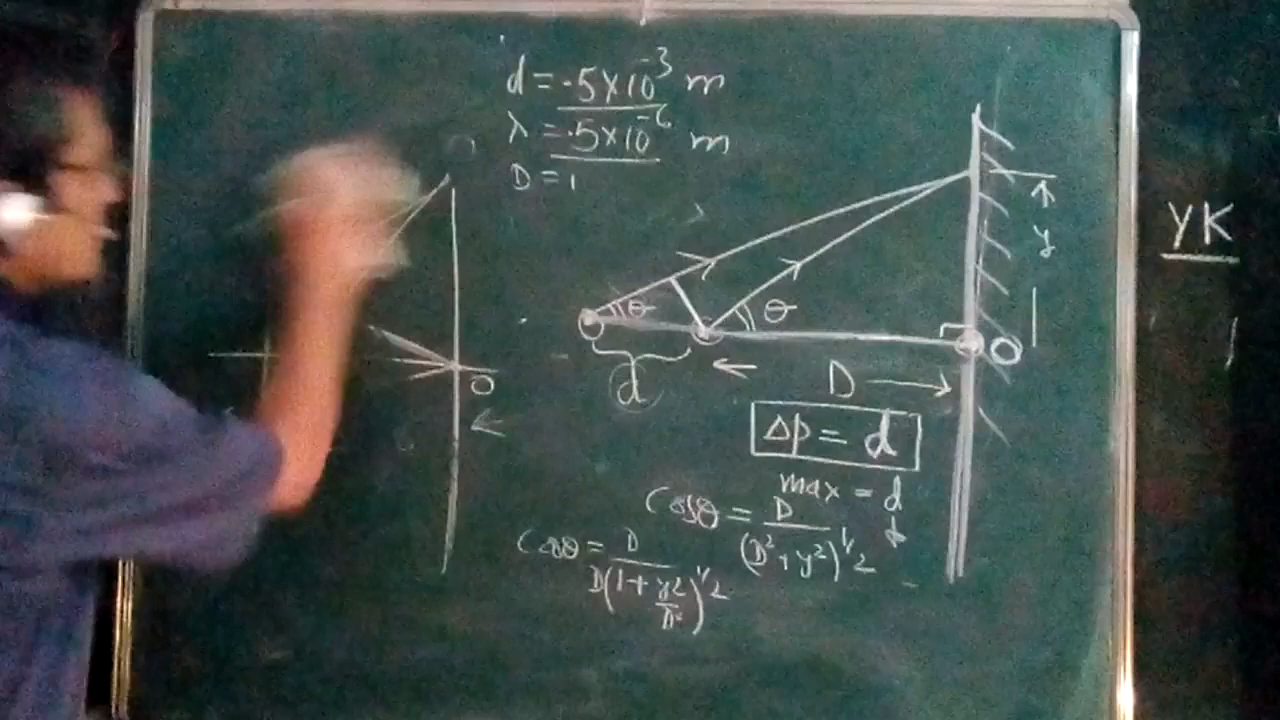 d = .5×10⁻³ m
λ = .5×10⁻⁶ m
D = 1
y
YK
θ
θ
O
O
d
D
Δp = d
max = d
Cosθ = D/(D² + y²)^1/2
Cosθ = D/D(1 + y²/D²)^1/2